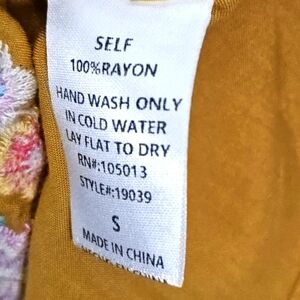 SELF
100%RAYON
HAND WASH ONLY
IN COLD WATER
LAY FLAT TO DRY
RN#:105013
STYLE#:19039
S
MADE IN CHINA